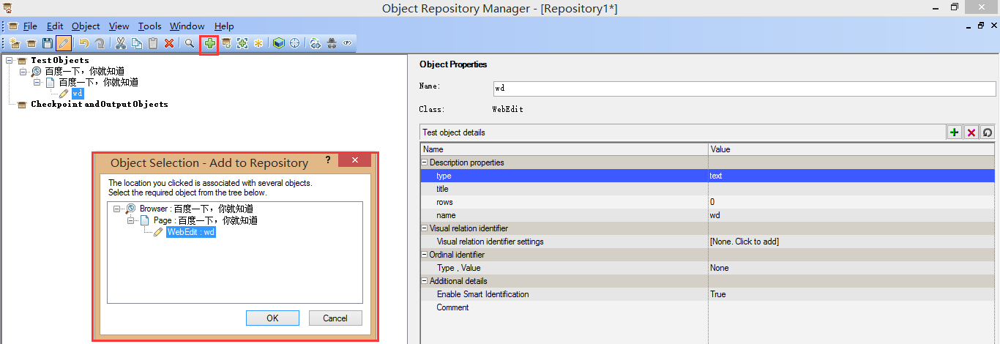 Object Repository Manager - [Repository1*]
File Edit Object View Tools Window Help
TestObjects
百度一下，你就知道
百度一下，你就知道
wd
CheckpointandOutputObjects
Object Selection - Add to Repository
The location you clicked is associated with several objects.
Select the required object from the tree below.
Browser : 百度一下，你就知道
Page : 百度一下，你就知道
WebEdit : wd
OK Cancel
Object Properties
Name: wd
Class: WebEdit
Test object details
Name Value
Description properties
type text
title
rows 0
name wd
Visual relation identifier
Visual relation identifier settings [None. Click to add]
Ordinal identifier
Type , Value None
Additional details
Enable Smart Identification True
Comment